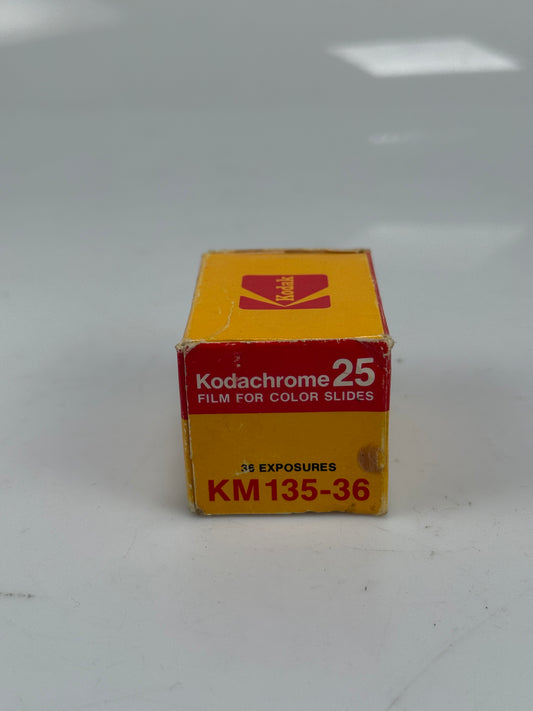 Kodak
Kodachrome 25
FILM FOR COLOR SLIDES
36 EXPOSURES
KM 135-36